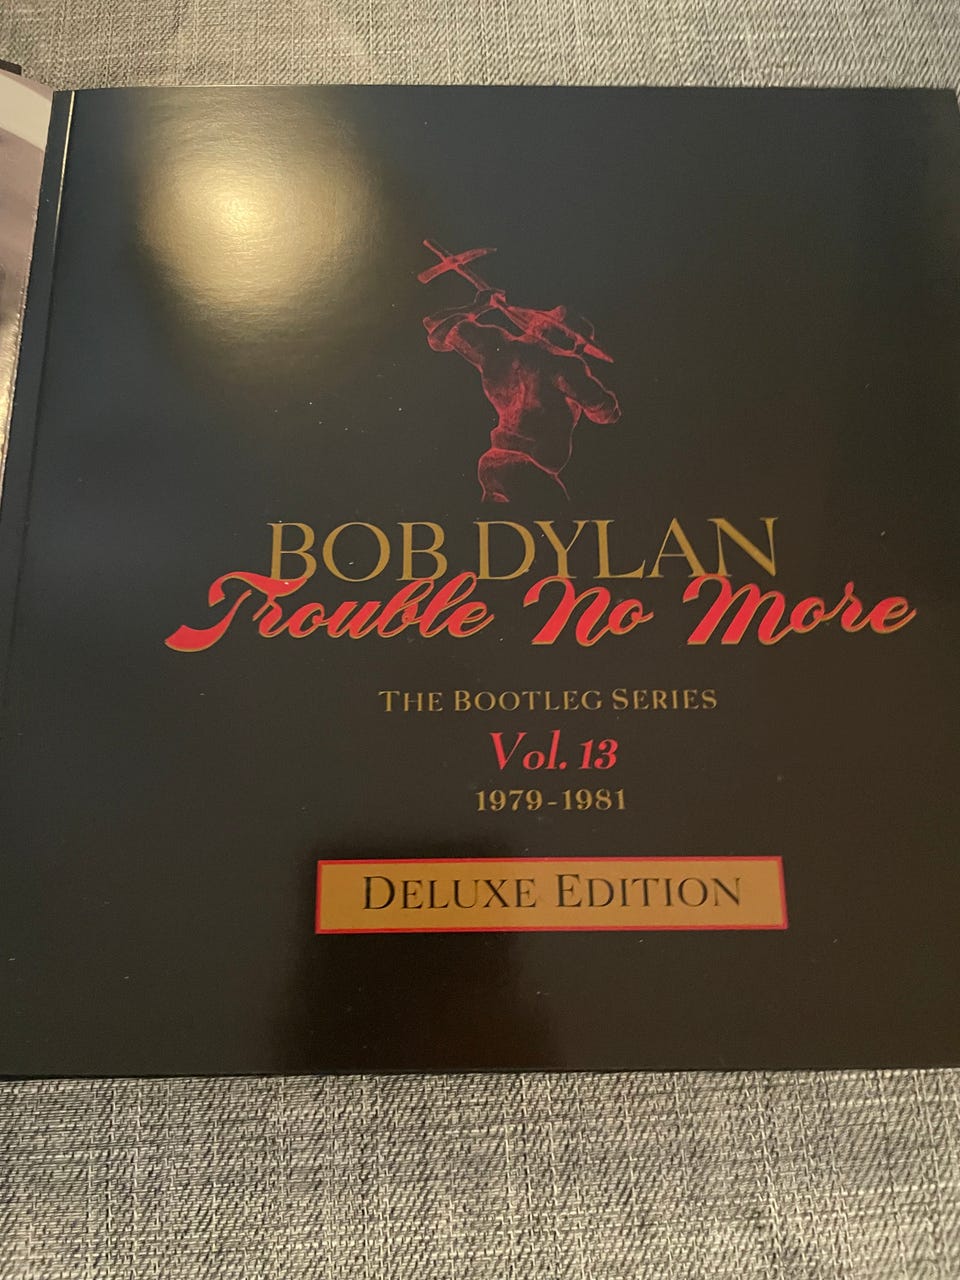 BOB DYLAN
Trouble No More
THE BOOTLEG SERIES
Vol. 13
1979-1981
DELUXE EDITION